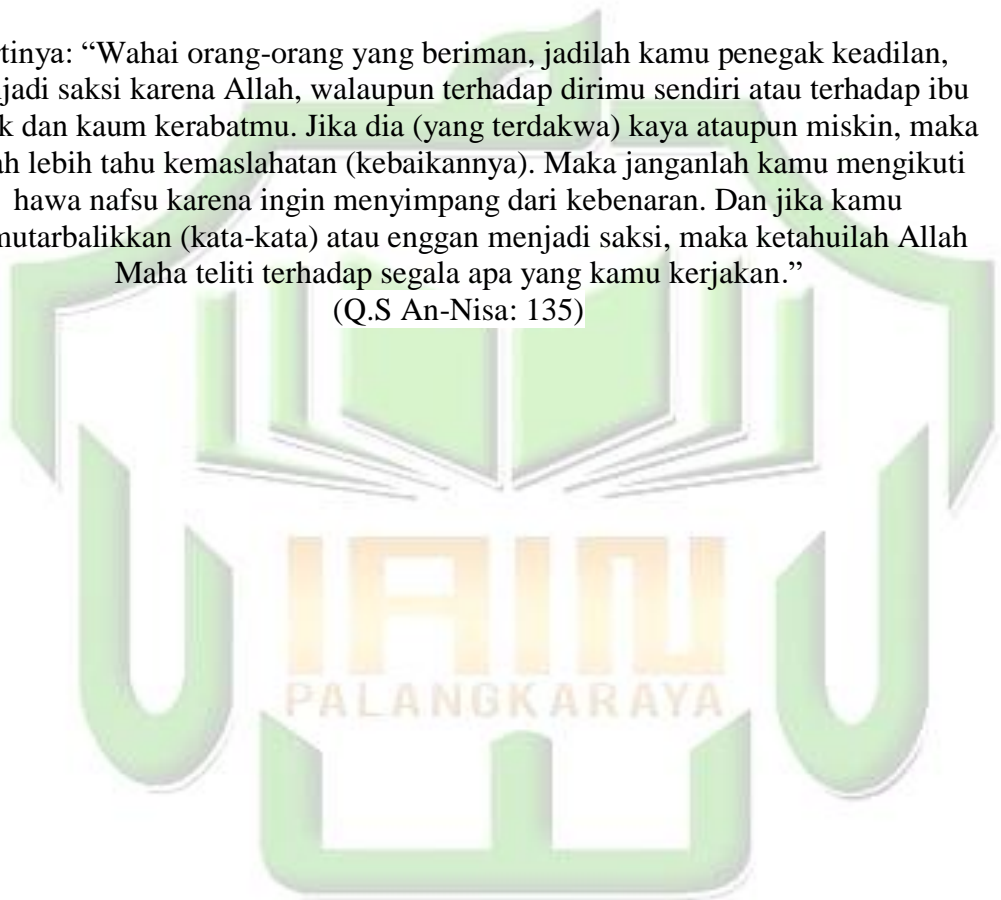 tinya: “Wahai orang-orang yang beriman, jadilah kamu penegak keadilan,
jadi saksi karena Allah, walaupun terhadap dirimu sendiri atau terhadap ibu
k dan kaum kerabatmu. Jika dia (yang terdakwa) kaya ataupun miskin, maka
ah lebih tahu kemaslahatan (kebaikannya). Maka janganlah kamu mengikuti
hawa nafsu karena ingin menyimpang dari kebenaran. Dan jika kamu
mutarbalikkan (kata-kata) atau enggan menjadi saksi, maka ketahuilah Allah
Maha teliti terhadap segala apa yang kamu kerjakan.”
(Q.S An-Nisa: 135)
IAIN
PALANGKARAYA